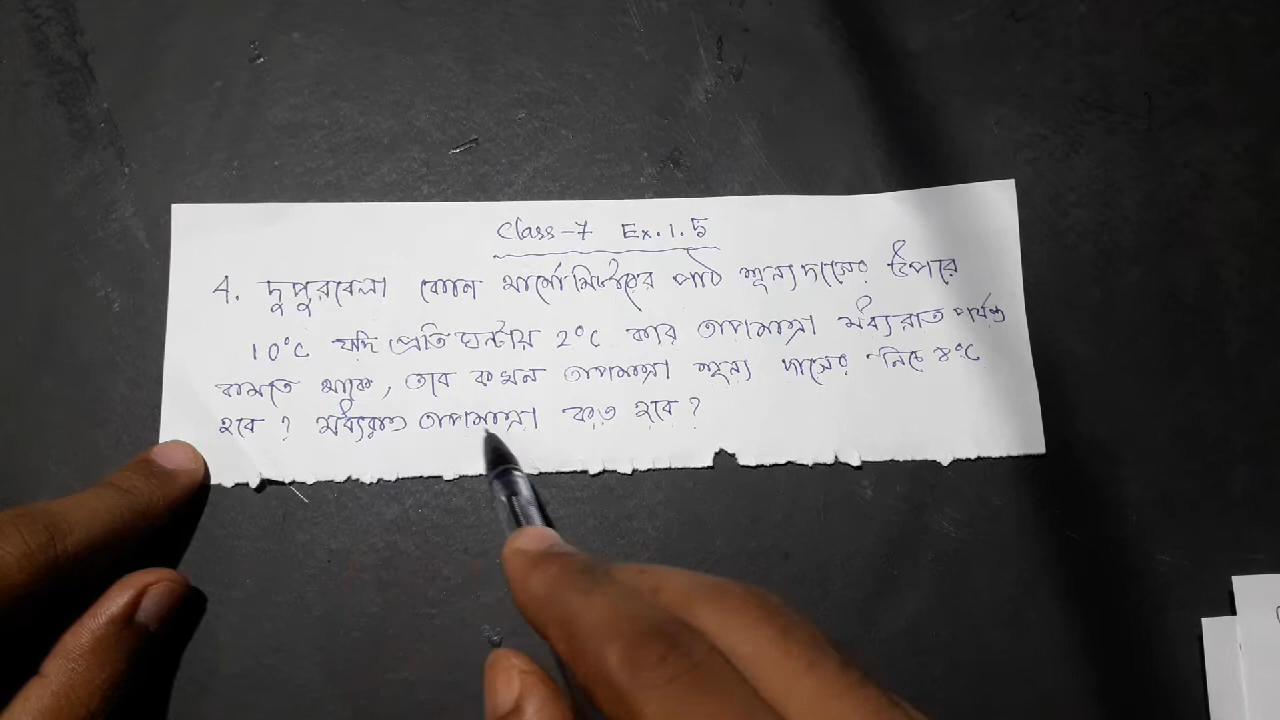 Class-7 Ex.1.5
4. দুপুরবেলা কোন থার্মোমিটারের পাঠ শূন্য দাগের উপরে
10°C যদি প্রতি ঘন্টায় 2°C কার তাপমাত্রা মধ্যরাত পর্যন্ত
কমতে থাকে, তবে কখন তাপমাত্রা শূন্য দাগের নিচে 8°C
হবে ? মধ্যরাত তাপমাত্রা কত হবে ?